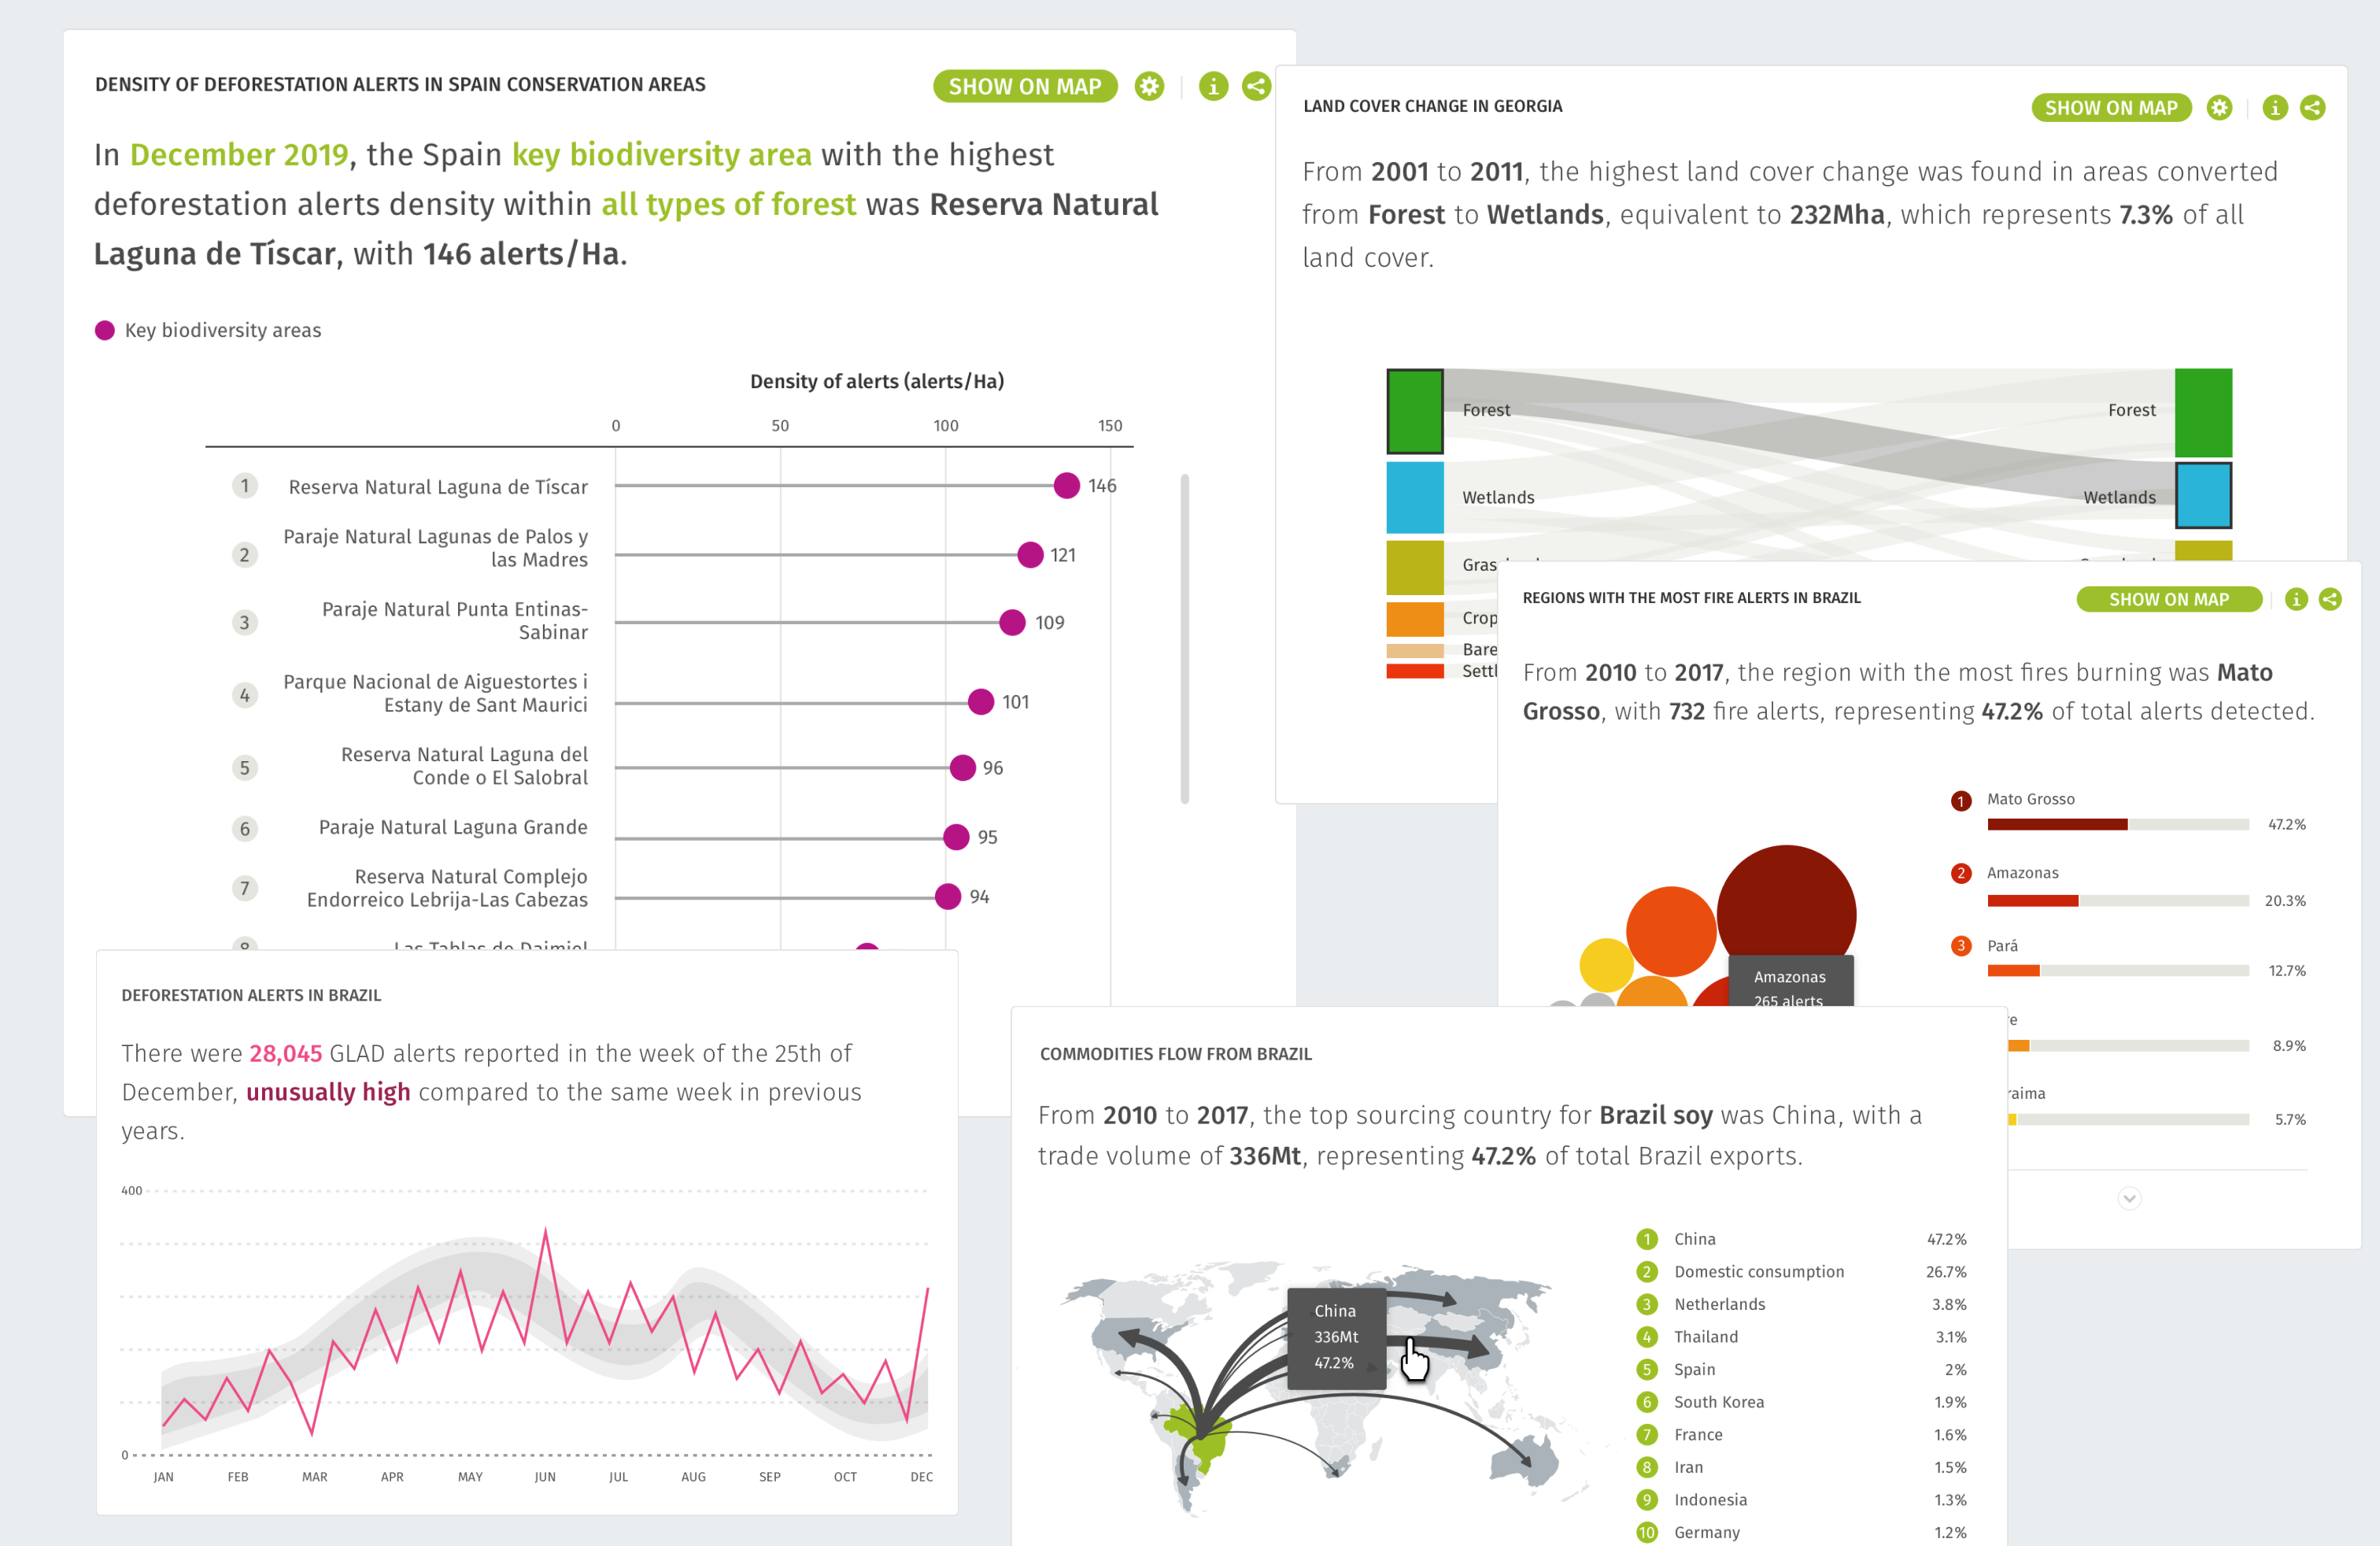 DENSITY OF DEFORESTATION ALERTS IN SPAIN CONSERVATION AREAS
SHOW ON MAP
In December 2019, the Spain key biodiversity area with the highest
deforestation alerts density within all types of forest was Reserva Natural
Laguna de Tíscar, with 146 alerts/Ha.
Key biodiversity areas
Density of alerts (alerts/Ha)
0 50 100 150
1 Reserva Natural Laguna de Tíscar 146
2 Paraje Natural Lagunas de Palos y
las Madres 121
3 Paraje Natural Punta Entinas-
Sabinar 109
4 Parque Nacional de Aiguestortes i
Estany de Sant Maurici 101
5 Reserva Natural Laguna del
Conde o El Salobral 96
6 Paraje Natural Laguna Grande 95
7 Reserva Natural Complejo
Endorreico Lebrija-Las Cabezas 94
8 Las Tablas de Daimiel
LAND COVER CHANGE IN GEORGIA
SHOW ON MAP
From 2001 to 2011, the highest land cover change was found in areas converted
from Forest to Wetlands, equivalent to 232Mha, which represents 7.3% of all
land cover.
Forest Forest
Wetlands Wetlands
Gras
Crop
Bare
Settl
REGIONS WITH THE MOST FIRE ALERTS IN BRAZIL
SHOW ON MAP
From 2010 to 2017, the region with the most fires burning was Mato
Grosso, with 732 fire alerts, representing 47.2% of total alerts detected.
1 Mato Grosso
47.2%
2 Amazonas
20.3%
3 Pará
12.7%
re
8.9%
raima
5.7%
Amazonas
265 alerts
DEFORESTATION ALERTS IN BRAZIL
There were 28,045 GLAD alerts reported in the week of the 25th of
December, unusually high compared to the same week in previous
years.
400
0
JAN FEB MAR APR MAY JUN JUL AUG SEP OCT DEC
COMMODITIES FLOW FROM BRAZIL
From 2010 to 2017, the top sourcing country for Brazil soy was China, with a
trade volume of 336Mt, representing 47.2% of total Brazil exports.
China
336Mt
47.2%
1 China 47.2%
2 Domestic consumption 26.7%
3 Netherlands 3.8%
4 Thailand 3.1%
5 Spain 2%
6 South Korea 1.9%
7 France 1.6%
8 Iran 1.5%
9 Indonesia 1.3%
10 Germany 1.2%